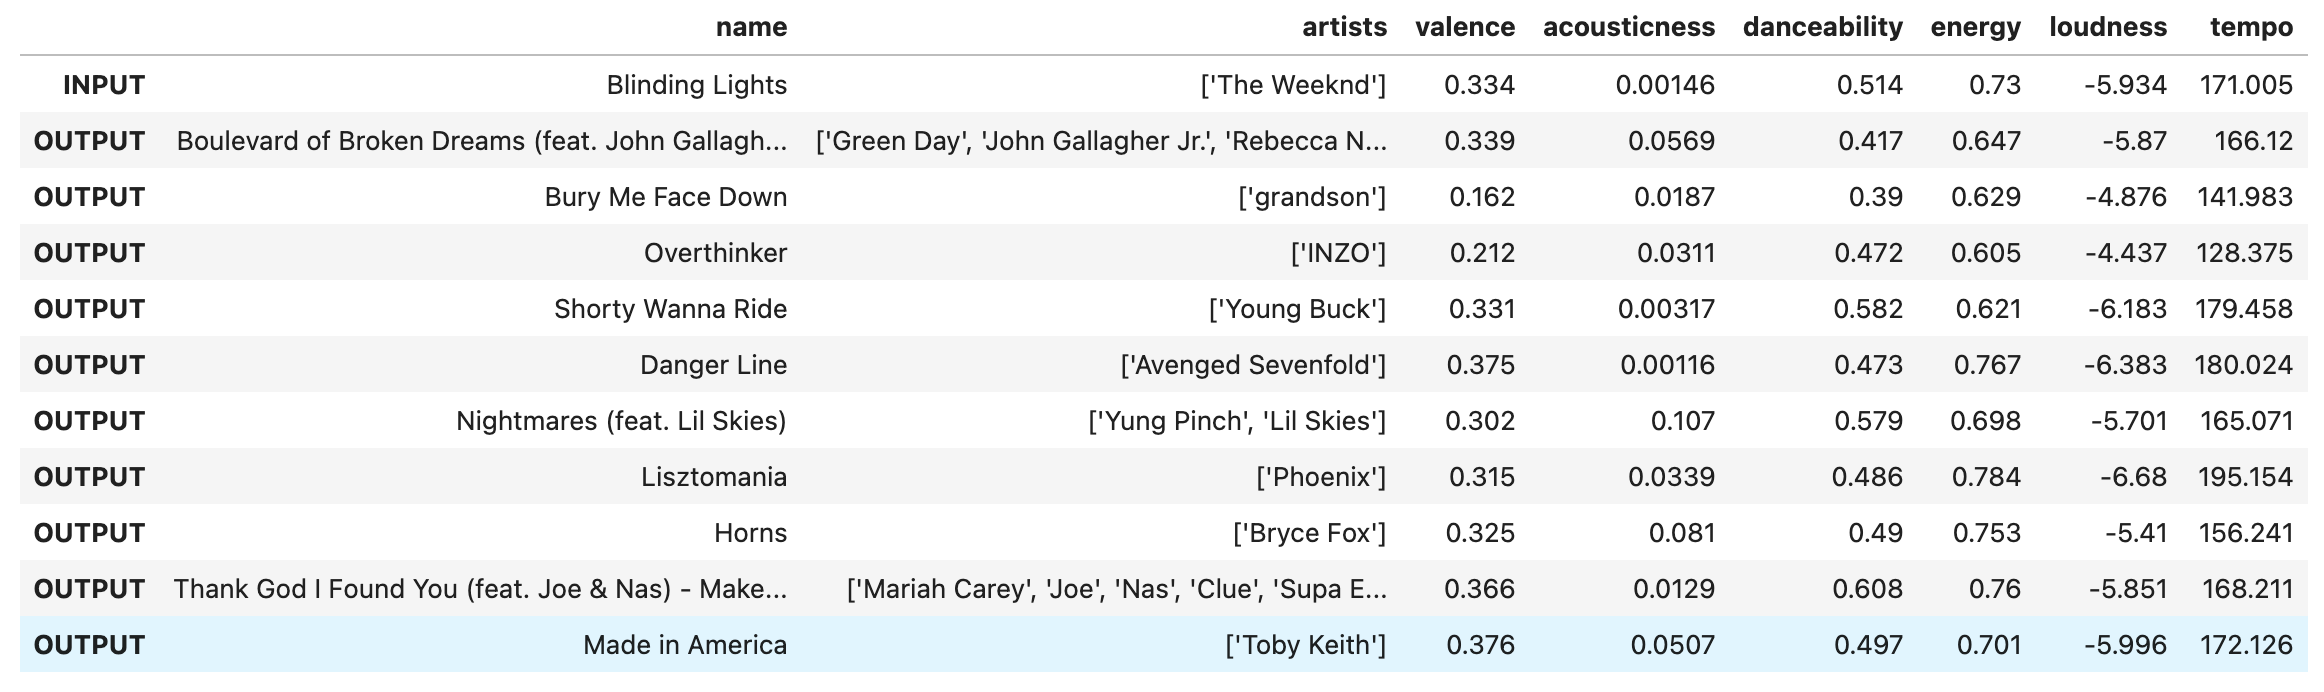 name artists valence acousticness danceability energy loudness tempo
INPUT Blinding Lights ['The Weeknd'] 0.334 0.00146 0.514 0.73 -5.934 171.005
OUTPUT Boulevard of Broken Dreams (feat. John Gallagh... ['Green Day', 'John Gallagher Jr.', 'Rebecca N... 0.339 0.0569 0.417 0.647 -5.87 166.12
OUTPUT Bury Me Face Down ['grandson'] 0.162 0.0187 0.39 0.629 -4.876 141.983
OUTPUT Overthinker ['INZO'] 0.212 0.0311 0.472 0.605 -4.437 128.375
OUTPUT Shorty Wanna Ride ['Young Buck'] 0.331 0.00317 0.582 0.621 -6.183 179.458
OUTPUT Danger Line ['Avenged Sevenfold'] 0.375 0.00116 0.473 0.767 -6.383 180.024
OUTPUT Nightmares (feat. Lil Skies) ['Yung Pinch', 'Lil Skies'] 0.302 0.107 0.579 0.698 -5.701 165.071
OUTPUT Lisztomania ['Phoenix'] 0.315 0.0339 0.486 0.784 -6.68 195.154
OUTPUT Horns ['Bryce Fox'] 0.325 0.081 0.49 0.753 -5.41 156.241
OUTPUT Thank God I Found You (feat. Joe & Nas) - Make... ['Mariah Carey', 'Joe', 'Nas', 'Clue', 'Supa E... 0.366 0.0129 0.608 0.76 -5.851 168.211
OUTPUT Made in America ['Toby Keith'] 0.376 0.0507 0.497 0.701 -5.996 172.126